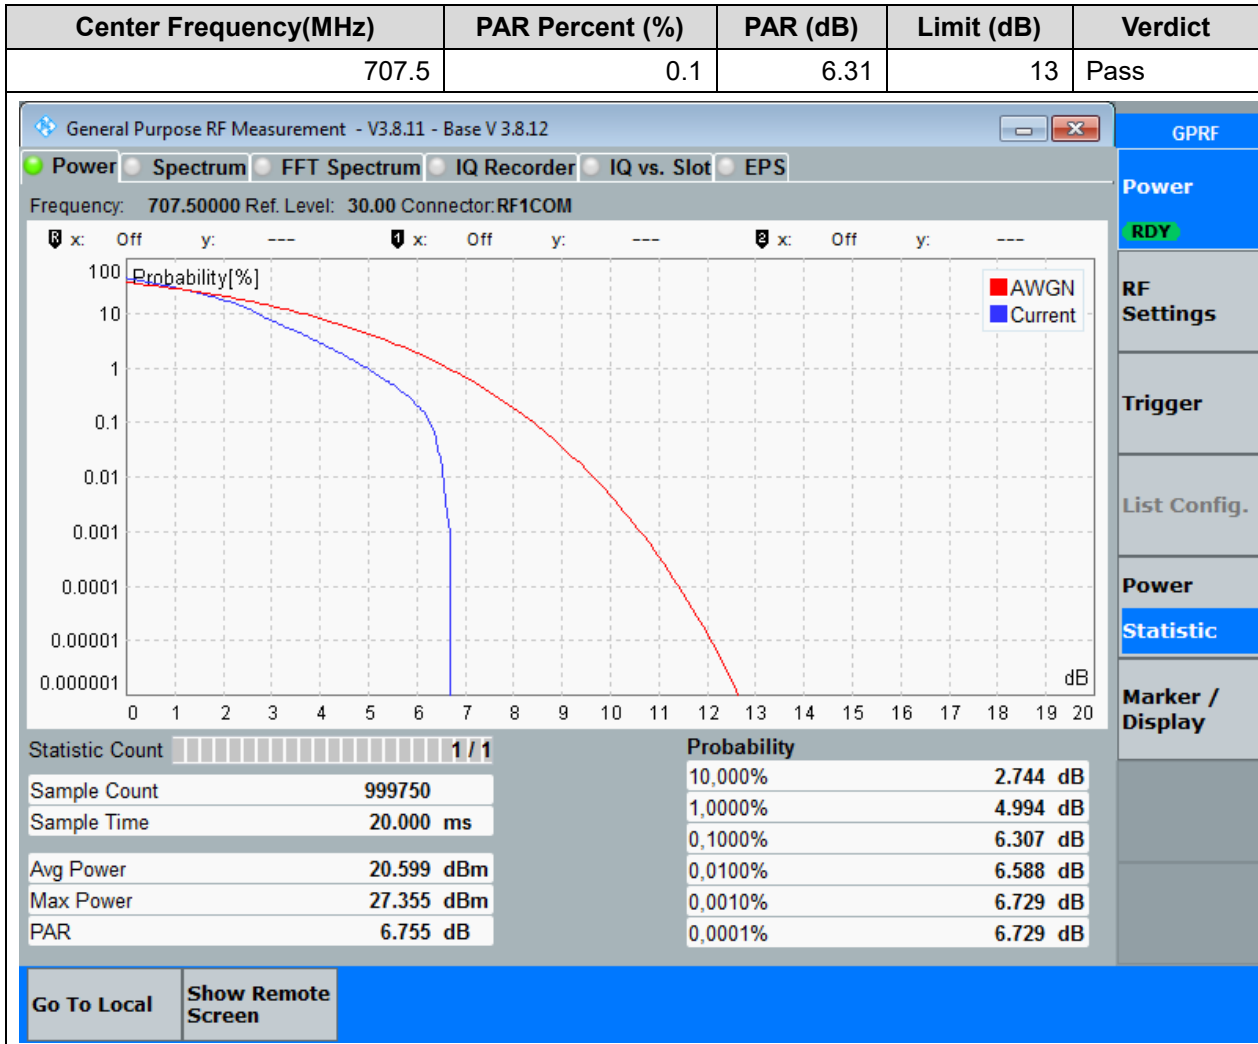 Center Frequency(MHz) PAR Percent (%) PAR (dB) Limit (dB) Verdict
707.5 0.1 6.31 13 Pass
General Purpose RF Measurement - V3.8.11 - Base V 3.8.12
GPRF
Power Spectrum FFT Spectrum IQ Recorder IQ vs. Slot EPS
Frequency: 707.50000 Ref. Level: 30.00 Connector: RF1COM
R x: Off y: --- 1 x: Off y: --- 2 x: Off y: ---
Probability[%]
100
10
1
0.1
0.01
0.001
0.0001
0.00001
0.000001
AWGN
Current
dB
0 1 2 3 4 5 6 7 8 9 10 11 12 13 14 15 16 17 18 19 20
Statistic Count 1 / 1
Sample Count 999750
Sample Time 20.000 ms
Avg Power 20.599 dBm
Max Power 27.355 dBm
PAR 6.755 dB
Probability
10,000% 2.744 dB
1,0000% 4.994 dB
0,1000% 6.307 dB
0,0100% 6.588 dB
0,0010% 6.729 dB
0,0001% 6.729 dB
Power
RDY
RF
Settings
Trigger
List Config.
Power
Statistic
Marker /
Display
Go To Local
Show Remote
Screen